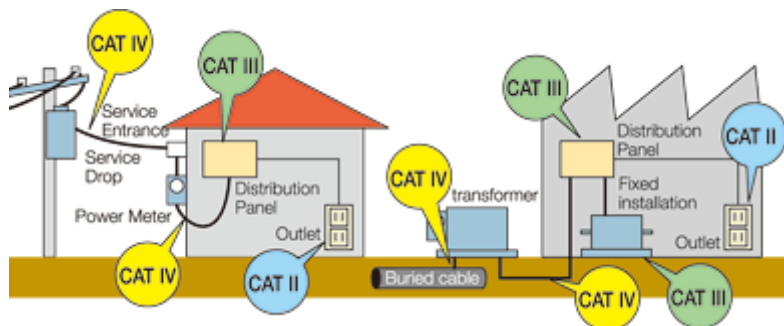 CAT IV
CAT III
Service
Entrance
Service
Drop
Power Meter
CAT IV
Distribution
Panel
Outlet
CAT II
CAT IV
transformer
Buried cable
CAT IV
CAT III
Distribution
Panel
CAT II
Fixed
installation
Outlet
CAT III